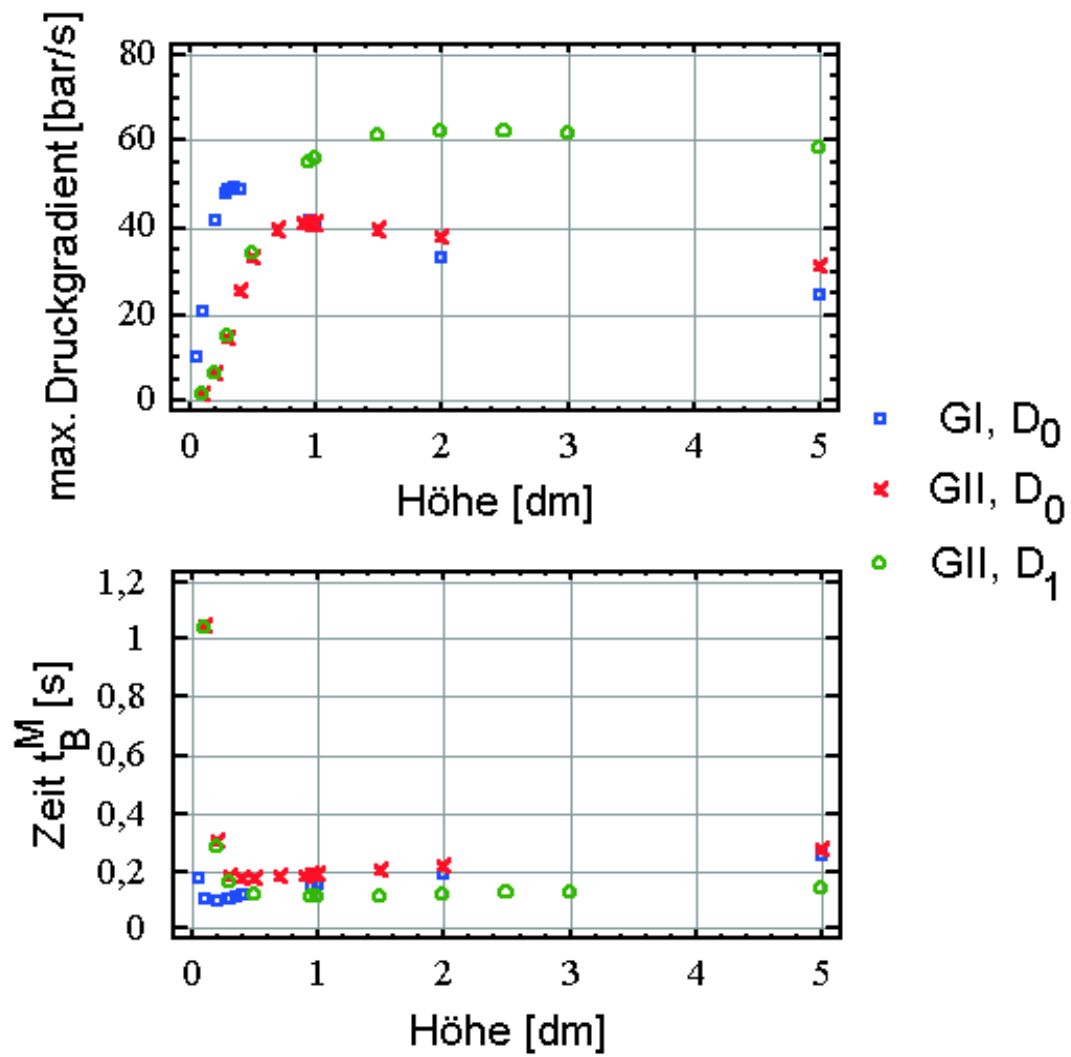 max. Druckgradient [bar/s]
80
60
40
20
0
0 1 2 3 4 5
Höhe [dm]
GI, D0
GII, D0
GII, D1
Zeit t_B^M [s]
1,2
1
0,8
0,6
0,4
0,2
0
0 1 2 3 4 5
Höhe [dm]